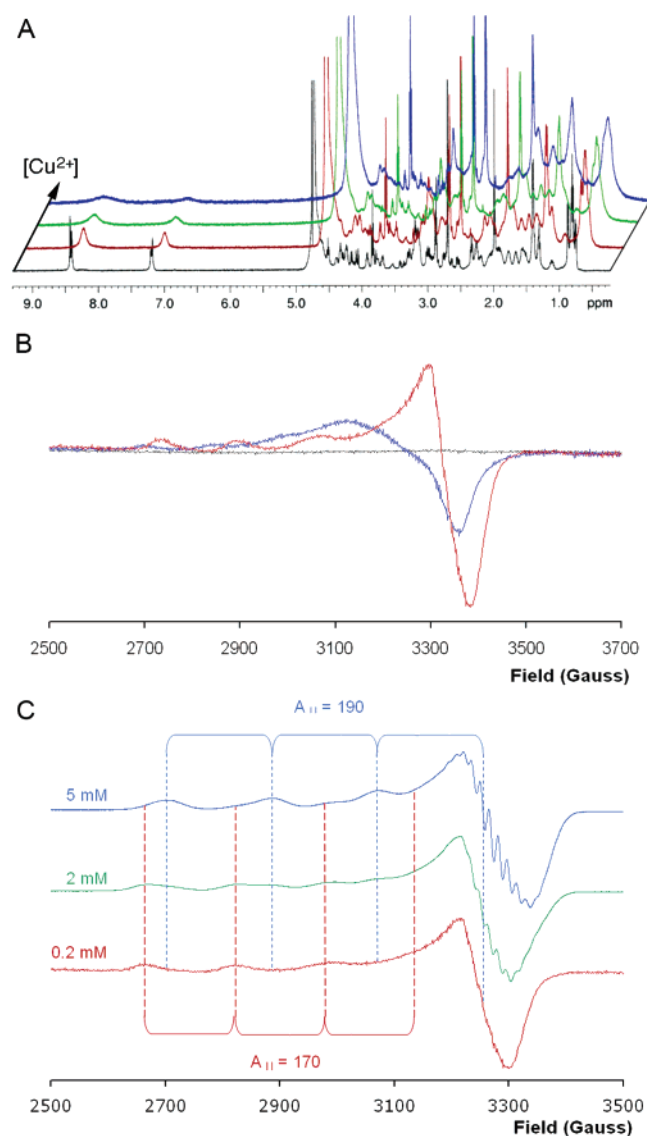 A
[Cu²⁺]
9.0 8.0 7.0 6.0 5.0 4.0 3.0 2.0 1.0 ppm
B
2500 2700 2900 3100 3300 3500 3700
Field (Gauss)
C
A || = 190
5 mM
2 mM
0.2 mM
A || = 170
2500 2700 2900 3100 3300 3500
Field (Gauss)